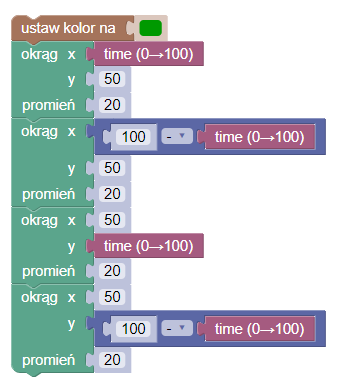 ustaw kolor na
okrąg x time (0→100)
y 50
promień 20
okrąg x 100 - time (0→100)
y 50
promień 20
okrąg x 50
y time (0→100)
promień 20
okrąg x 50
y 100 - time (0→100)
promień 20